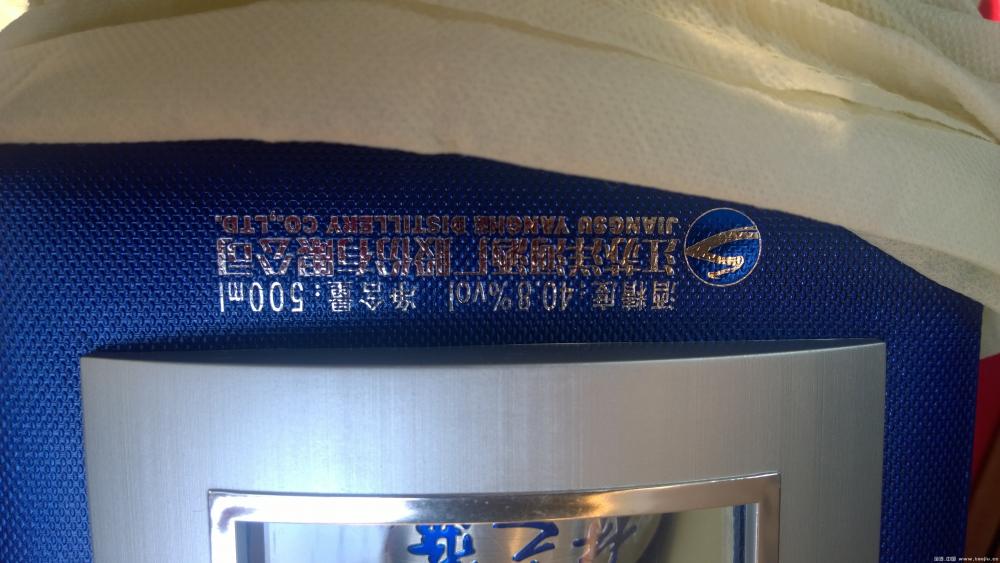 酒精度:40.8%vol 净含量:500ml
江苏洋河酒厂股份有限公司
JIANGSU YANGHE DISTILLERY CO.,LTD.
之